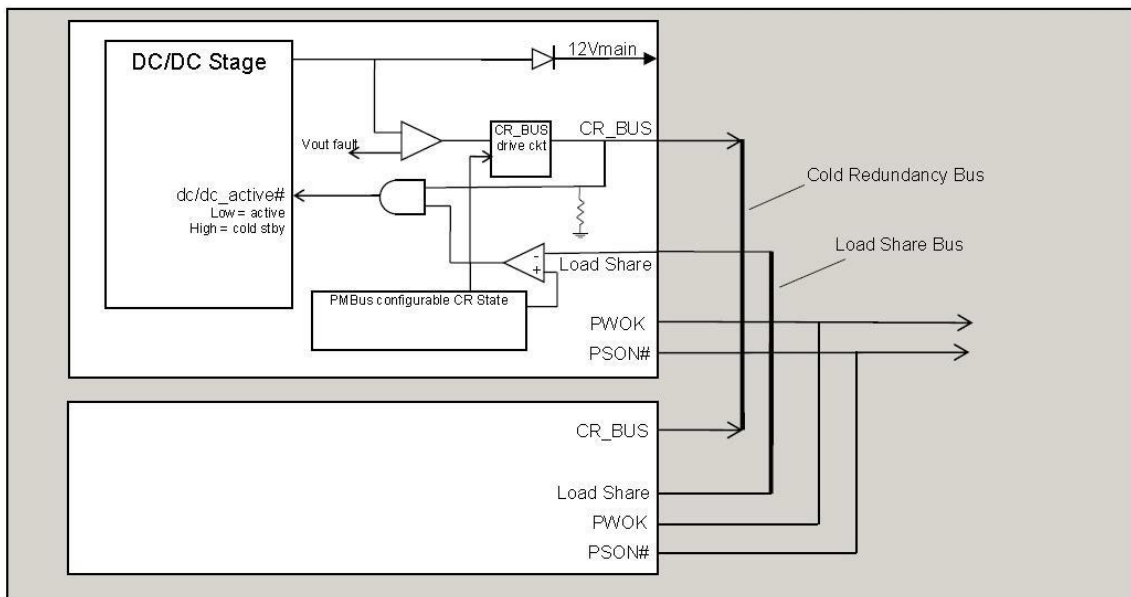 DC/DC Stage
12Vmain
CR_BUS
drive ckt
CR_BUS
Vout fault
dc/dc_active#
Low = active
High = cold stby
-
+
Load Share
PMBus configurable CR State
PWOK
PSON#
Cold Redundancy Bus
Load Share Bus
CR_BUS
Load Share
PWOK
PSON#